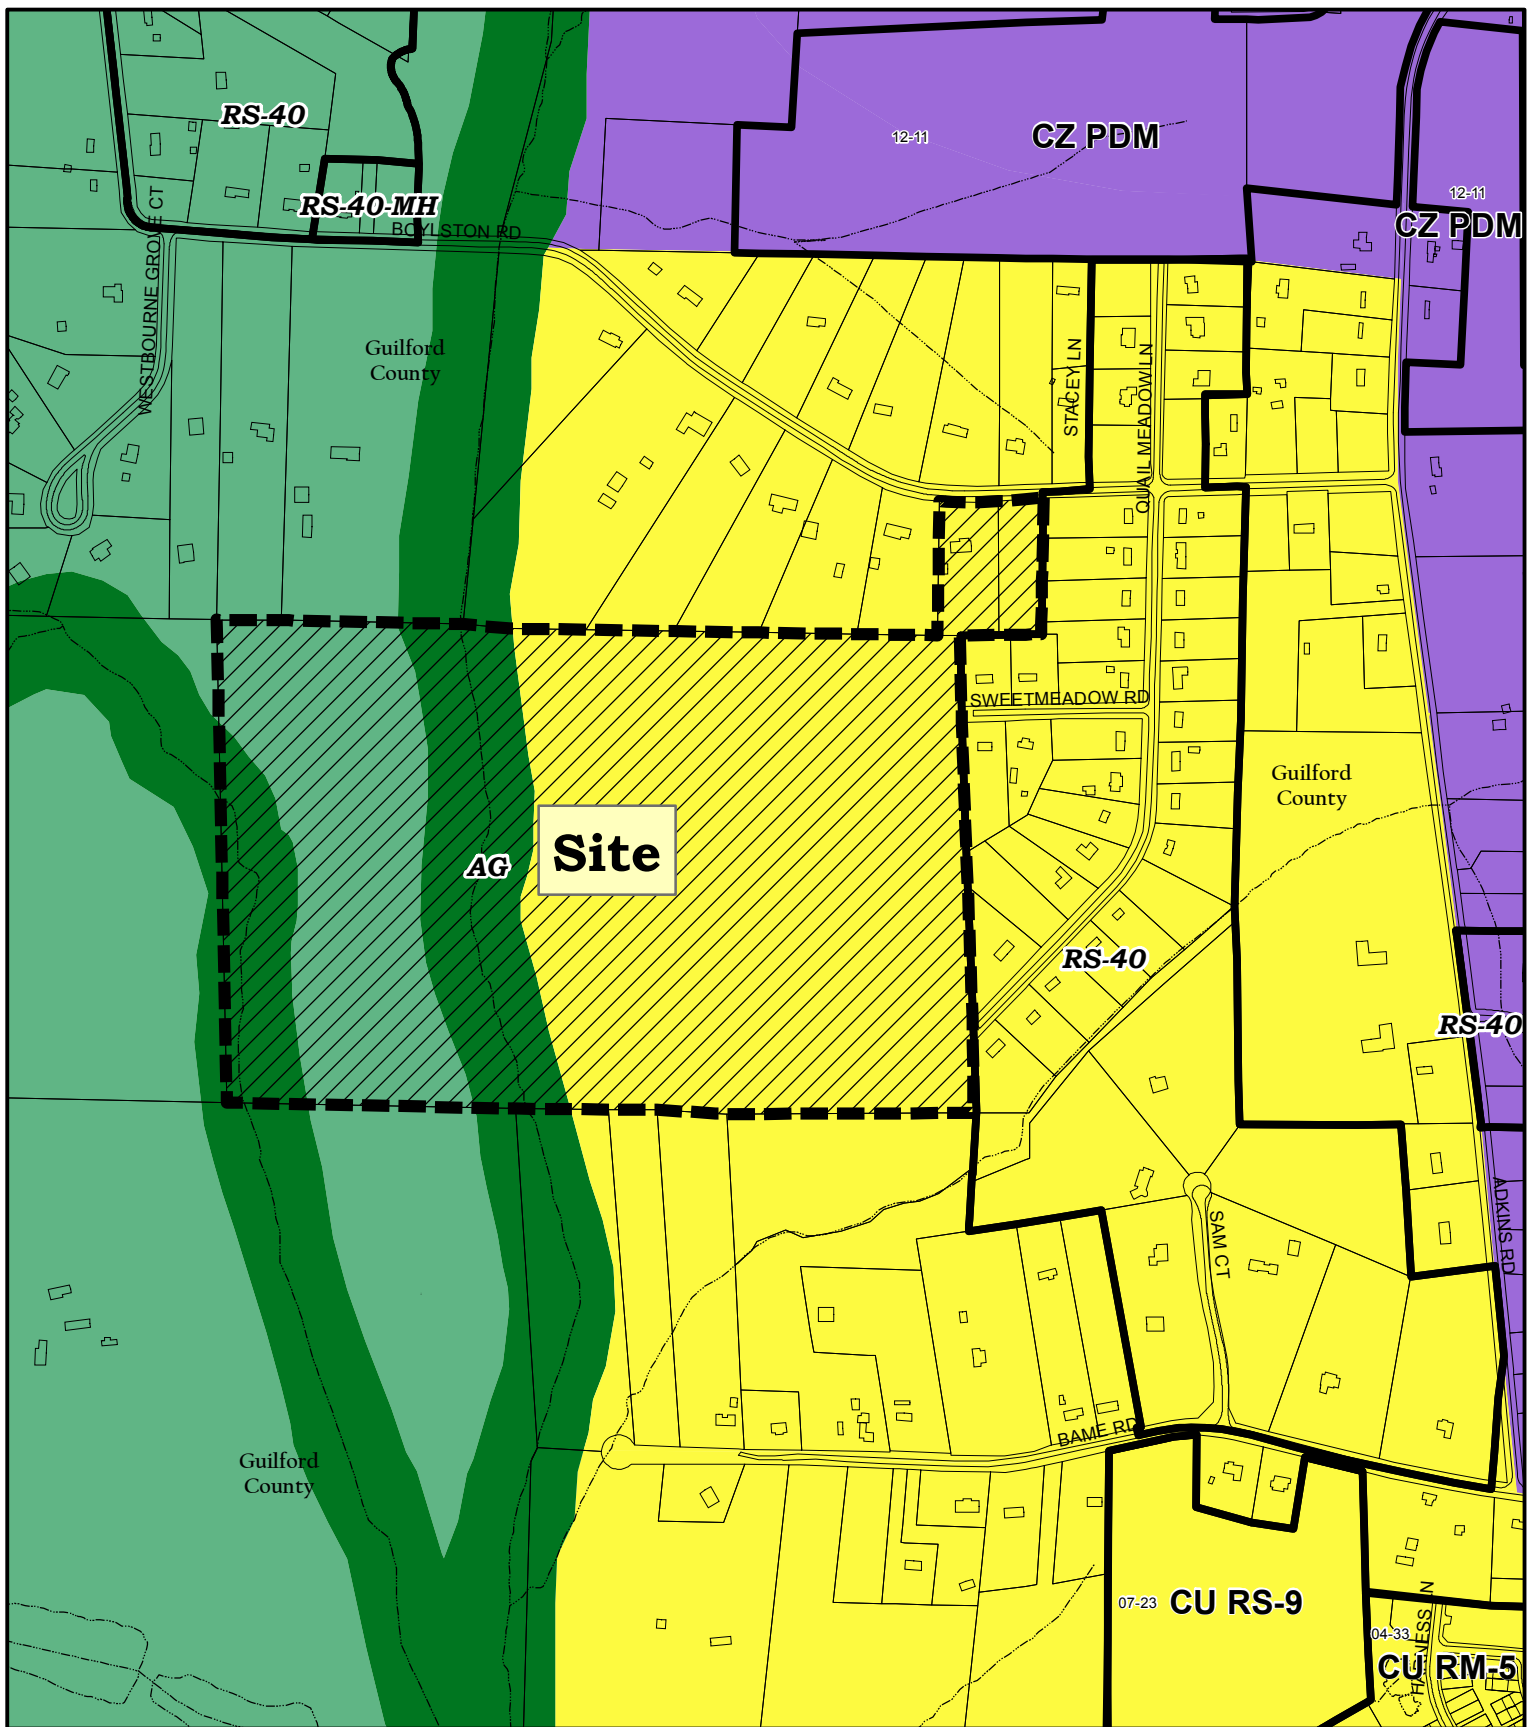 RS-40
12-11
CZ PDM
12-11
CZ PDM
RS-40-MH
BOYLSTON RD
WESTBOURNE GROVE CT
Guilford
County
STACEY LN
QUAIL MEADOW LN
SWEETMEADOW RD
Guilford
County
Site
AG
RS-40
RS-40
ADKINS RD
SAM CT
BAME RD
Guilford
County
07-23
CU RS-9
HARNESS LN
04-33
CU RM-5